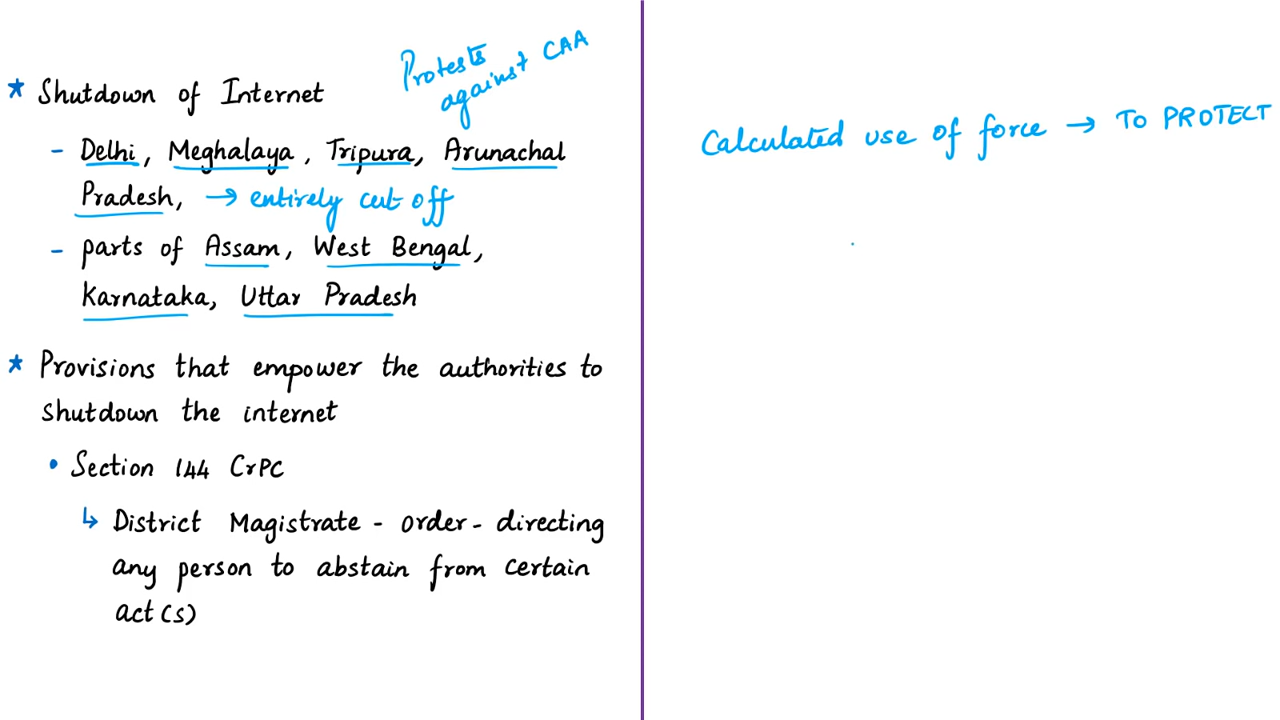 Protests
against CAA
* Shutdown of Internet
- Delhi, Meghalaya, Tripura, Arunachal
Pradesh, → entirely cut off
- parts of Assam, West Bengal,
Karnataka, Uttar Pradesh
* Provisions that empower the authorities to
shutdown the internet
• Section 144 CrPC
↳ District Magistrate - order - directing
any person to abstain from certain
act(s)
Calculated use of force → TO PROTECT